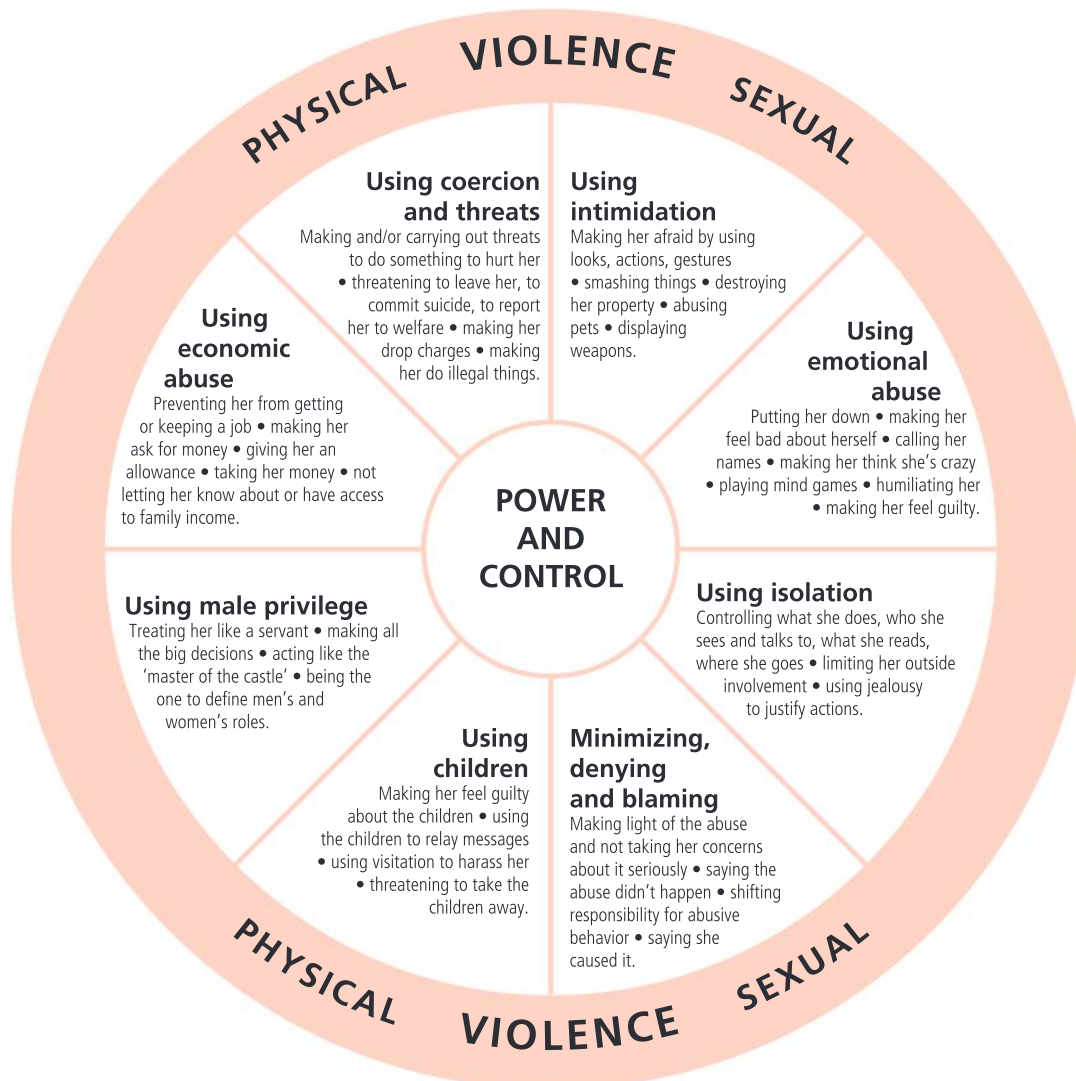 PHYSICAL VIOLENCE SEXUAL
Using coercion
and threats
Making and/or carrying out threats
to do something to hurt her
• threatening to leave her, to
commit suicide, to report
her to welfare • making her
drop charges • making
her do illegal things.
Using
intimidation
Making her afraid by using
looks, actions, gestures
• smashing things • destroying
her property • abusing
pets • displaying
weapons.
Using
emotional
abuse
Putting her down • making her
feel bad about herself • calling her
names • making her think she’s crazy
• playing mind games • humiliating her
• making her feel guilty.
Using isolation
Controlling what she does, who she
sees and talks to, what she reads,
where she goes • limiting her outside
involvement • using jealousy
to justify actions.
Minimizing,
denying
and blaming
Making light of the abuse
and not taking her concerns
about it seriously • saying the
abuse didn’t happen • shifting
responsibility for abusive
behavior • saying she
caused it.
Using
children
Making her feel guilty
about the children • using
the children to relay messages
• using visitation to harass her
• threatening to take the
children away.
Using male privilege
Treating her like a servant • making all
the big decisions • acting like the
‘master of the castle’ • being the
one to define men’s and
women’s roles.
Using
economic
abuse
Preventing her from getting
or keeping a job • making her
ask for money • giving her an
allowance • taking her money • not
letting her know about or have access
to family income.
POWER
AND
CONTROL
PHYSICAL VIOLENCE SEXUAL